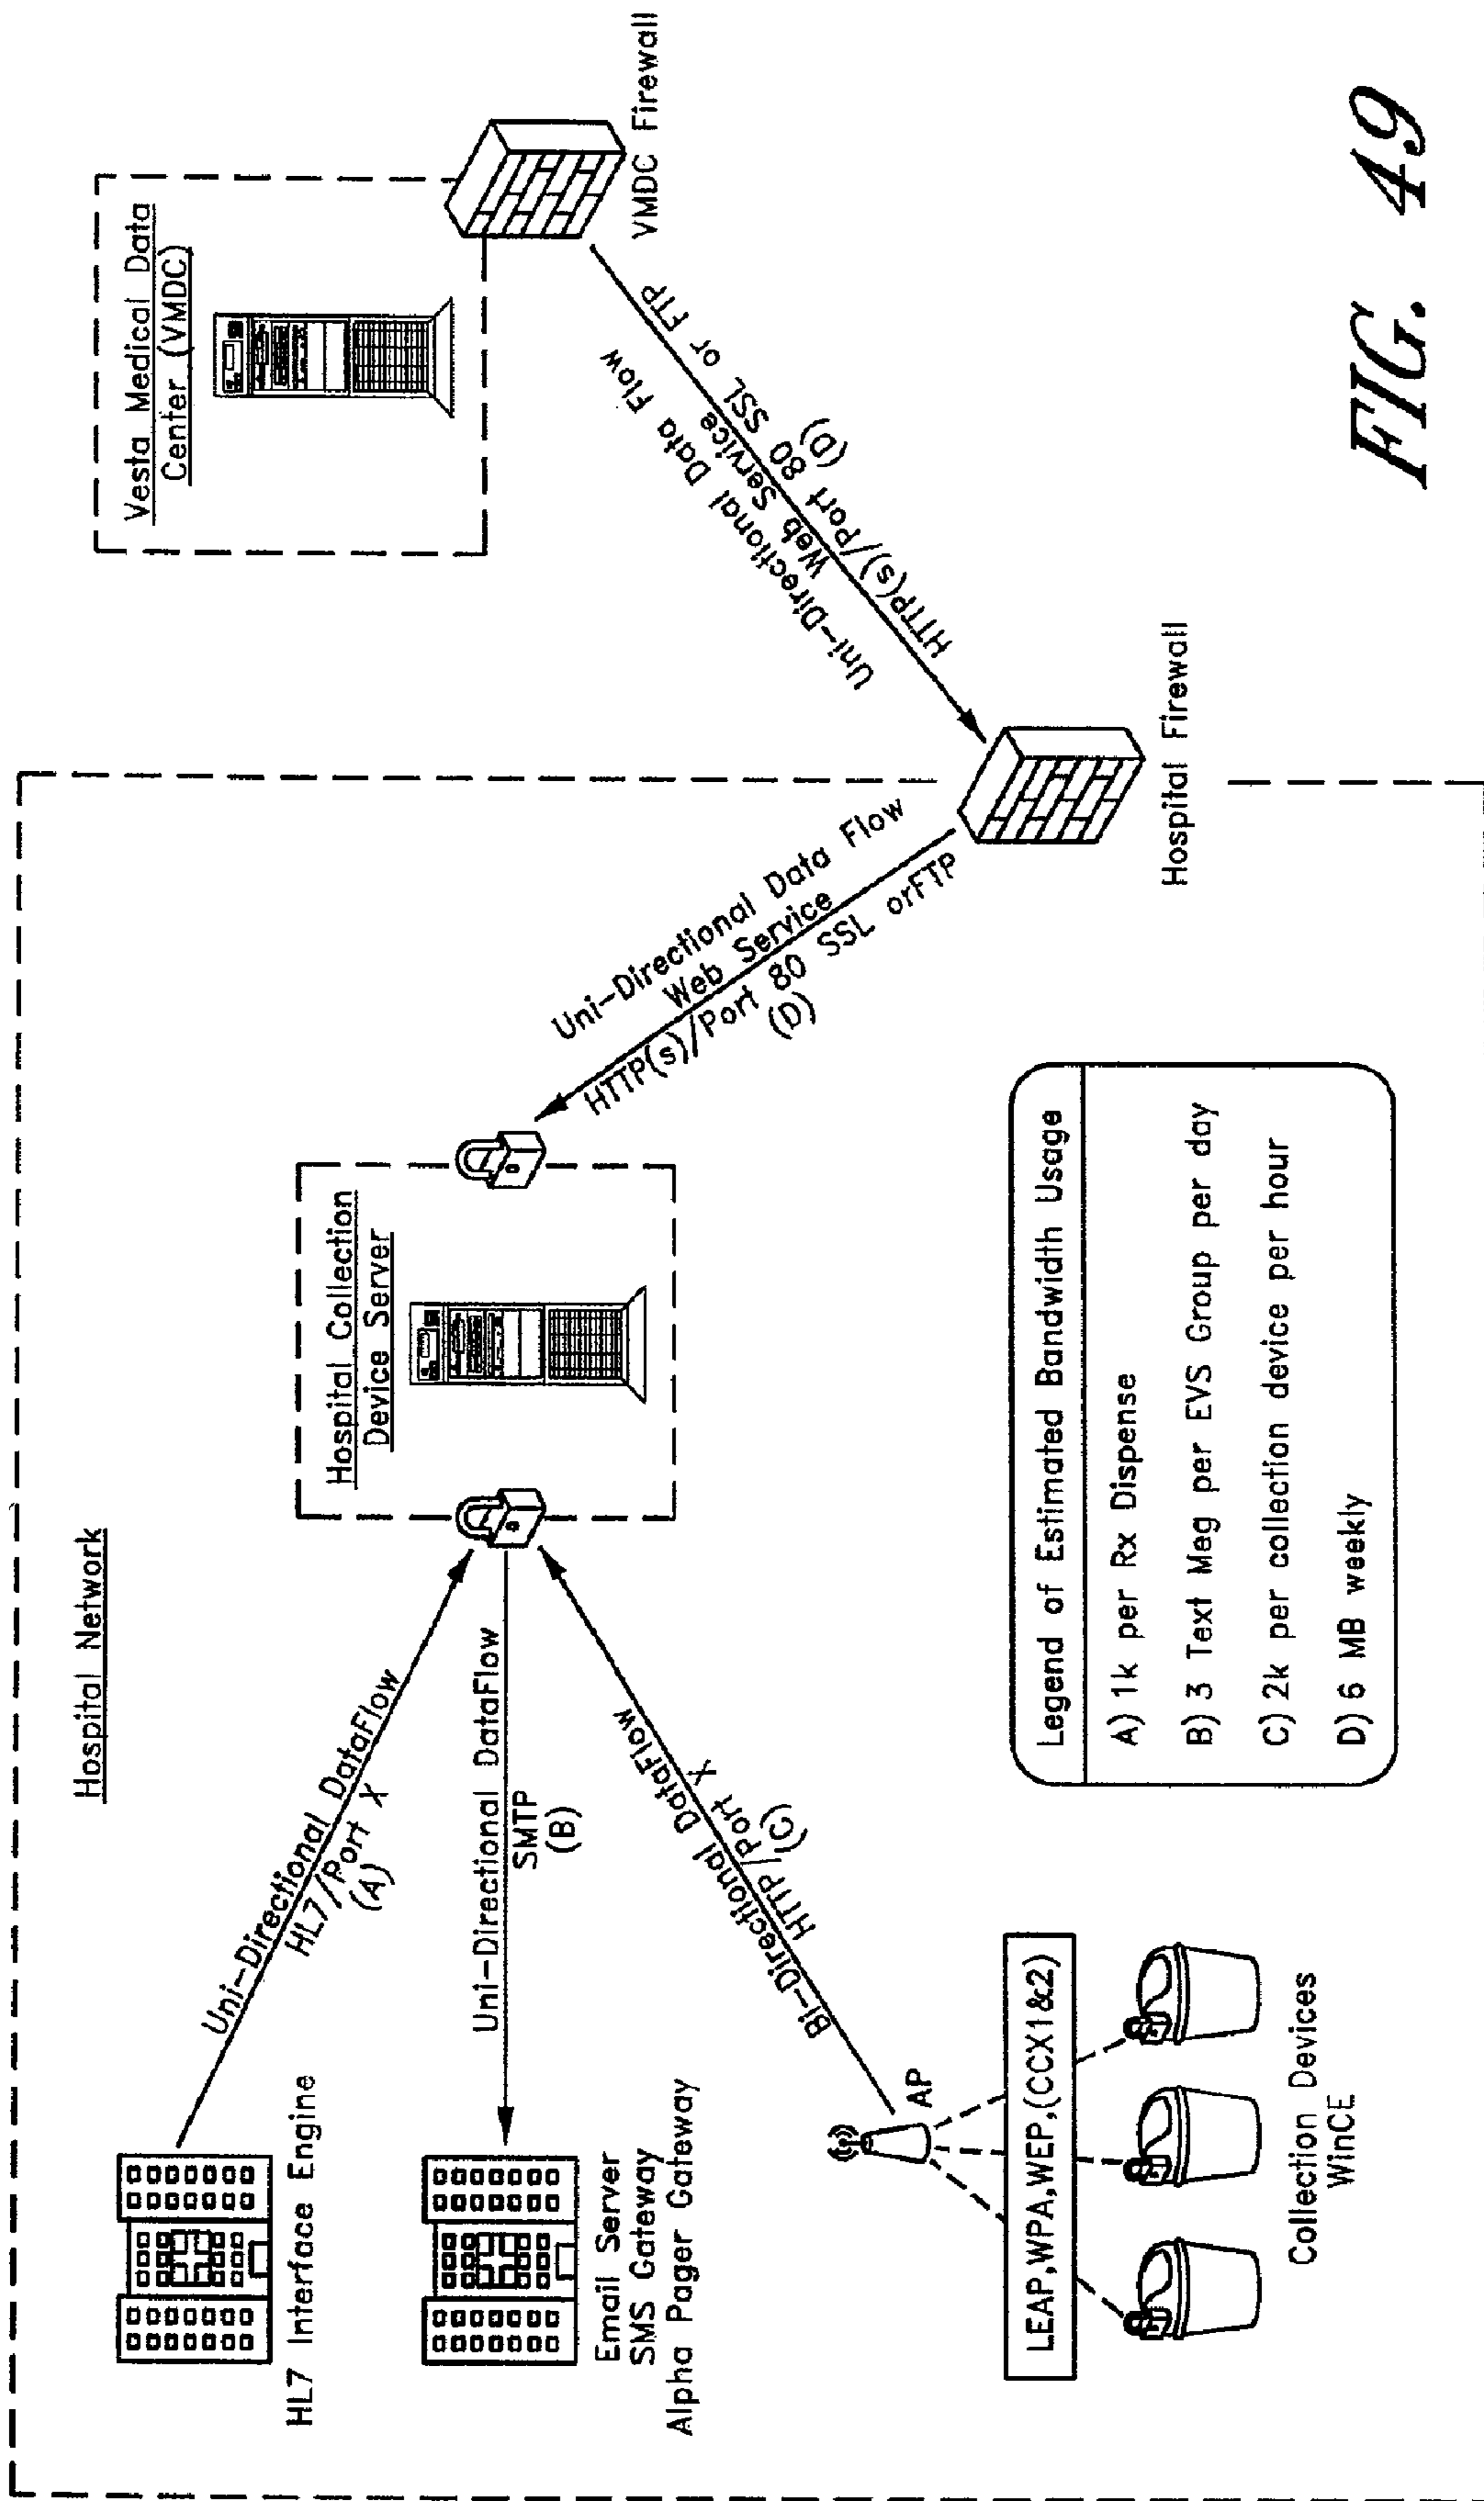 Hospital Network
HL7 Interface Engine
Uni-Directional DataFlow
HL7/Port X
(A)
Email Server
SMS Gateway
Alpha Pager Gateway
Uni-Directional DataFlow
SMTP
(B)
AP
Bi-Directional DataFlow
HTTP/Port X
(C)
LEAP,WPA,WEP,(CCX1&2)
Collection Devices
WinCE
Hospital Collection
Device Server
Uni-Directional Data Flow
Web Service
HTTP(s)/Port 80 SSL orFTP
(D)
Legend of Estimated Bandwidth Usage
A) 1k per Rx Dispense
B) 3 Text Meg per EVS Group per day
C) 2k per collection device per hour
D) 6 MB weekly
Hospital Firewall
Uni-Directional Data Flow
Web Service
HTTP(s)/Port 80 SSL or FTP
(D)
Vesta Medical Data
Center (VMDC)
VMDC Firewall
FIG. 49